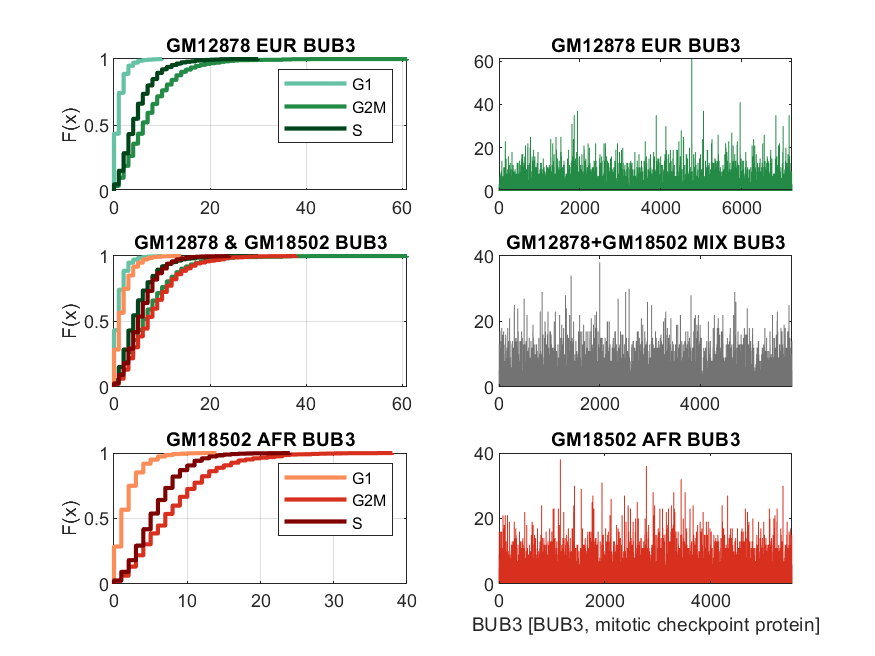 GM12878 EUR BUB3
1
0.5
0
F(x)
0 20 40 60
G1
G2M
S
GM12878 EUR BUB3
60
40
20
0
0 2000 4000 6000
GM12878 & GM18502 BUB3
1
0.5
0
F(x)
0 20 40 60
GM12878+GM18502 MIX BUB3
40
20
0
0 2000 4000
GM18502 AFR BUB3
1
0.5
0
F(x)
0 10 20 30 40
G1
G2M
S
GM18502 AFR BUB3
40
20
0
0 2000 4000
BUB3 [BUB3, mitotic checkpoint protein]